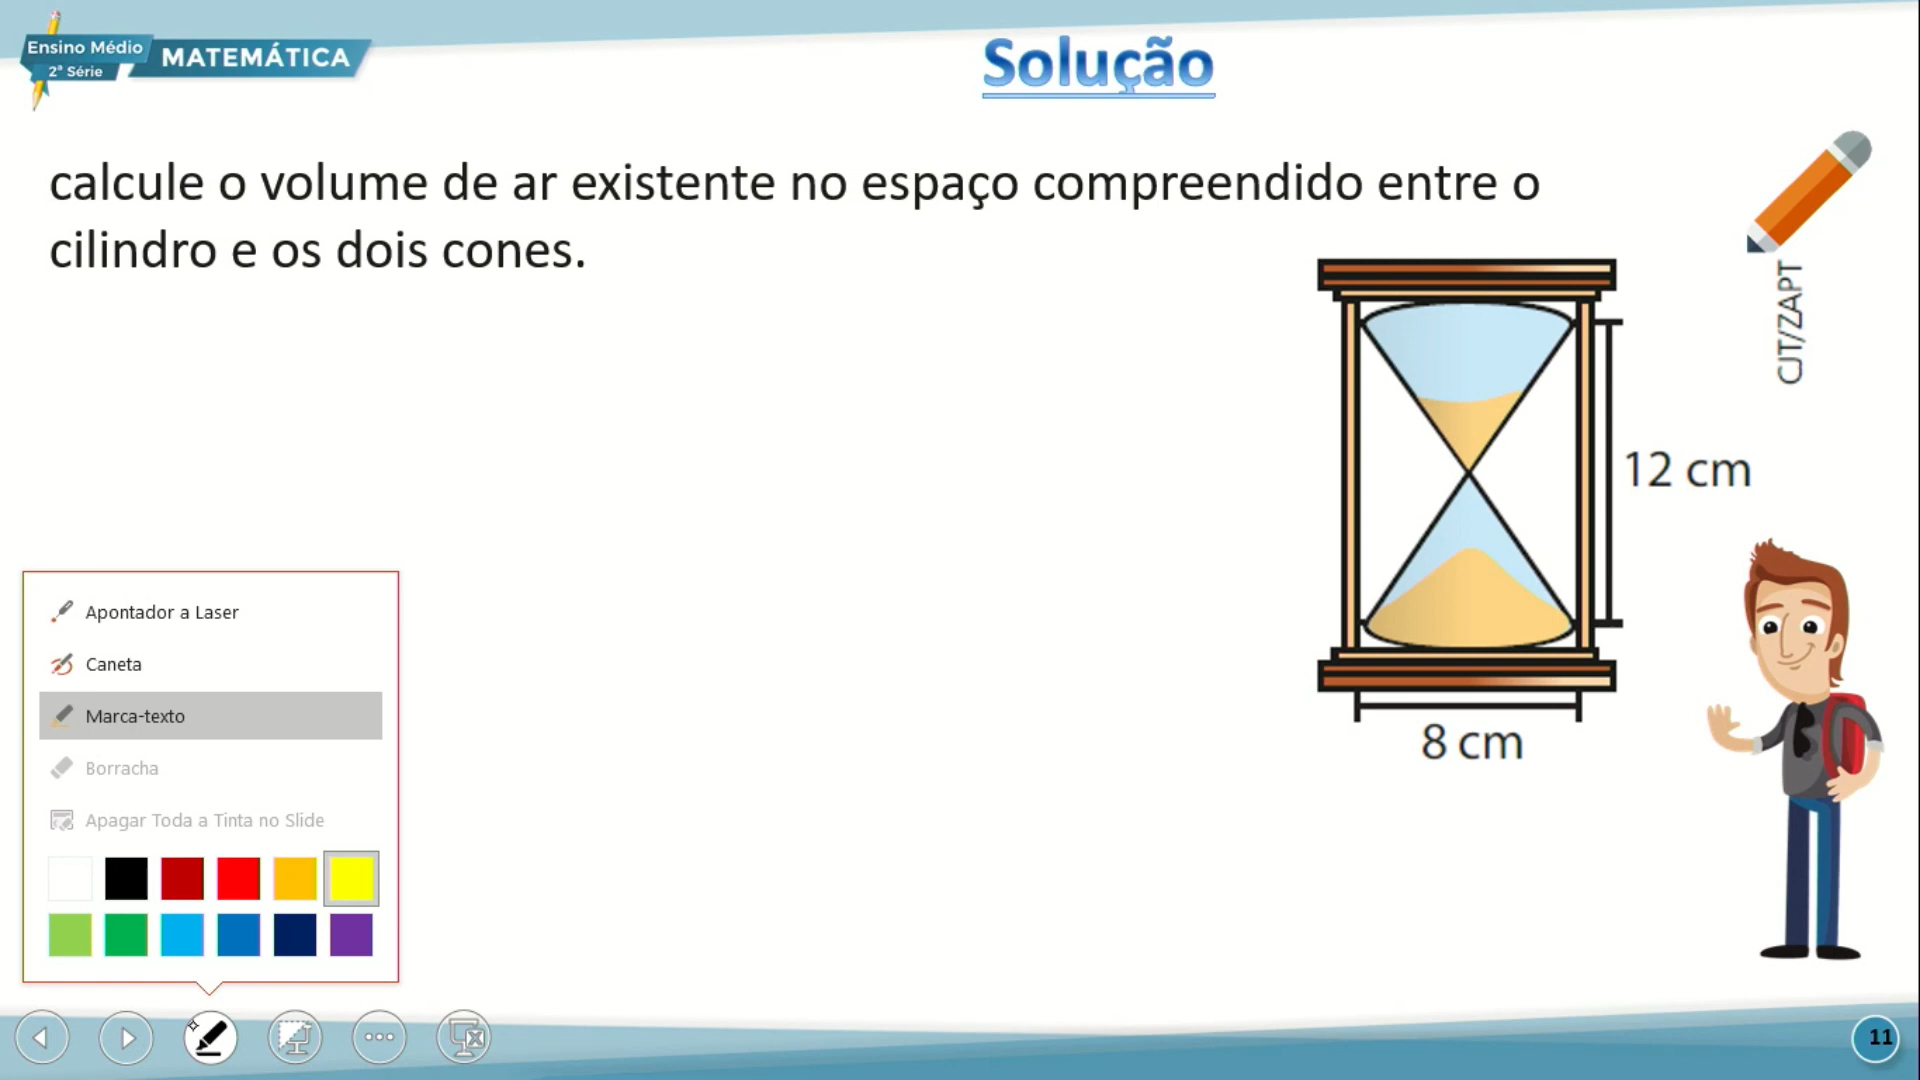 Ensino Médio
2ª Série
MATEMÁTICA
Solução
calcule o volume de ar existente no espaço compreendido entre o
cilindro e os dois cones.
CJT/ZAPT
12 cm
8 cm
Apontador a Laser
Caneta
Marca-texto
Borracha
Apagar Toda a Tinta no Slide
11